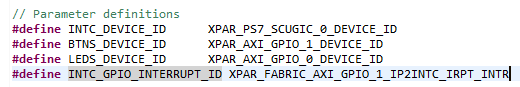 // Parameter definitions
#define INTC_DEVICE_ID XPAR_PS7_SCUGIC_0_DEVICE_ID
#define BTNS_DEVICE_ID XPAR_AXI_GPIO_1_DEVICE_ID
#define LEDS_DEVICE_ID XPAR_AXI_GPIO_0_DEVICE_ID
#define INTC_GPIO_INTERRUPT_ID XPAR_FABRIC_AXI_GPIO_1_IP2INTC_IRPT_INTR